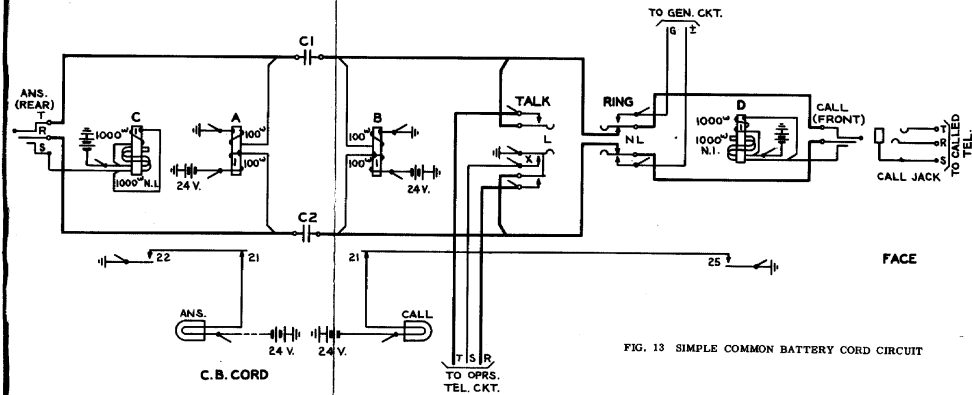 TO GEN. CKT.
G ±
C1
ANS.
(REAR)
T
R
S
C
1000ω
1000ω N.I.
A
100ω
100ω
24 V.
B
100ω
100ω
24 V.
TALK
L
X
RING
N L
D
1000ω
1000ω
N.I.
CALL
(FRONT)
T
R
S
TO CALLED
TEL.
CALL JACK
C2
22
21
21
25
FACE
ANS.
24 V.
24 V.
CALL
T S R
TO OPRS.
TEL. CKT.
C.B. CORD
FIG. 13 SIMPLE COMMON BATTERY CORD CIRCUIT